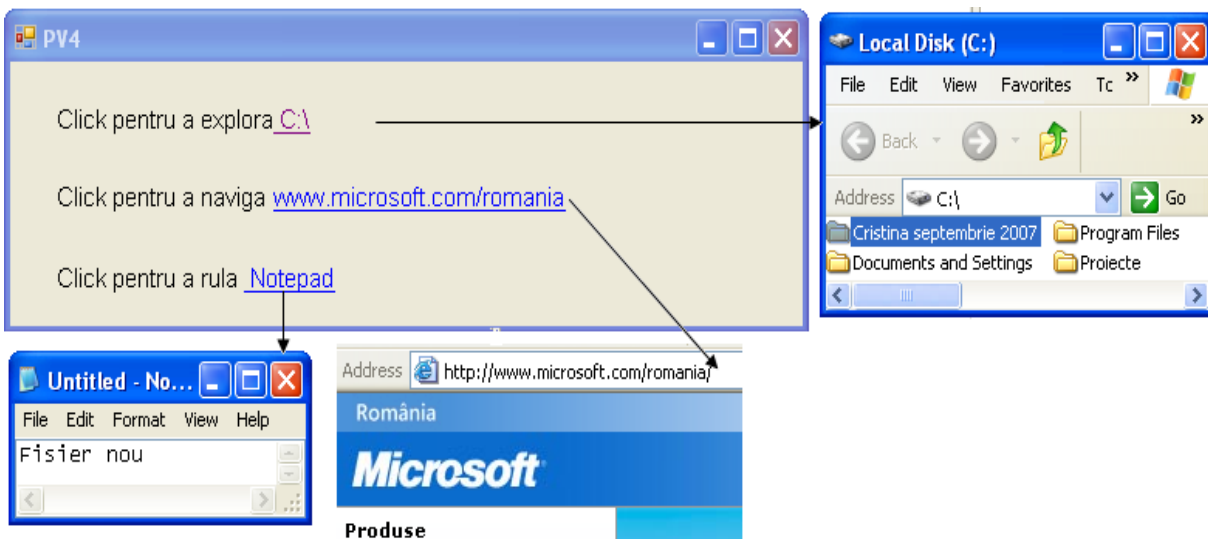 PV4
Click pentru a explora C:\
Click pentru a naviga www.microsoft.com/romania
Click pentru a rula Notepad
Local Disk (C:)
File Edit View Favorites Tc »
Back »
Address C:\ Go
Cristina septembrie 2007 Program Files
Documents and Settings Proiecte
Untitled - No...
File Edit Format View Help
Fisier nou
Address http://www.microsoft.com/romania/
România
Microsoft
Produse